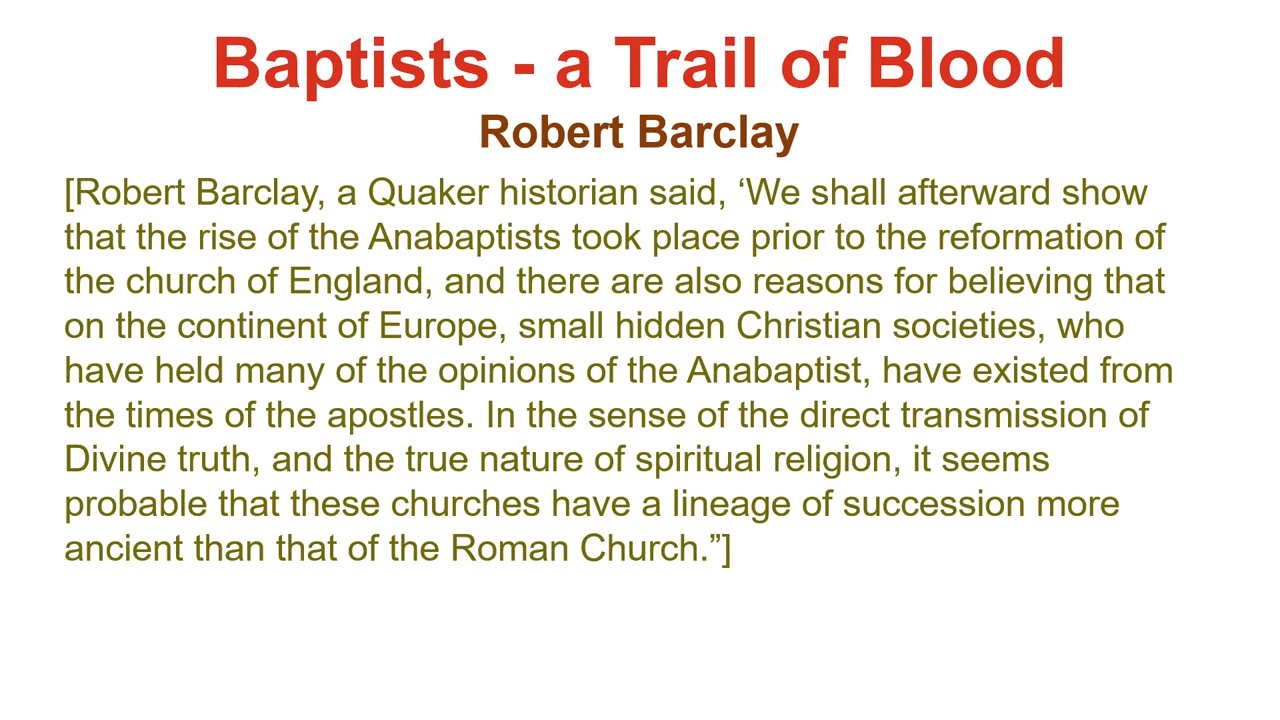 Baptists - a Trail of Blood
Robert Barclay
[Robert Barclay, a Quaker historian said, ‘We shall afterward show
that the rise of the Anabaptists took place prior to the reformation of
the church of England, and there are also reasons for believing that
on the continent of Europe, small hidden Christian societies, who
have held many of the opinions of the Anabaptist, have existed from
the times of the apostles. In the sense of the direct transmission of
Divine truth, and the true nature of spiritual religion, it seems
probable that these churches have a lineage of succession more
ancient than that of the Roman Church.”]